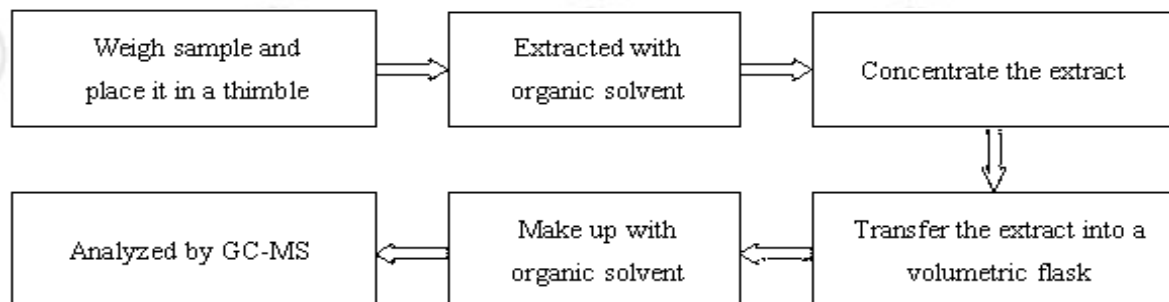 Weigh sample and
place it in a thimble
Extracted with
organic solvent
Concentrate the extract
Transfer the extract into a
volumetric flask
Make up with
organic solvent
Analyzed by GC-MS